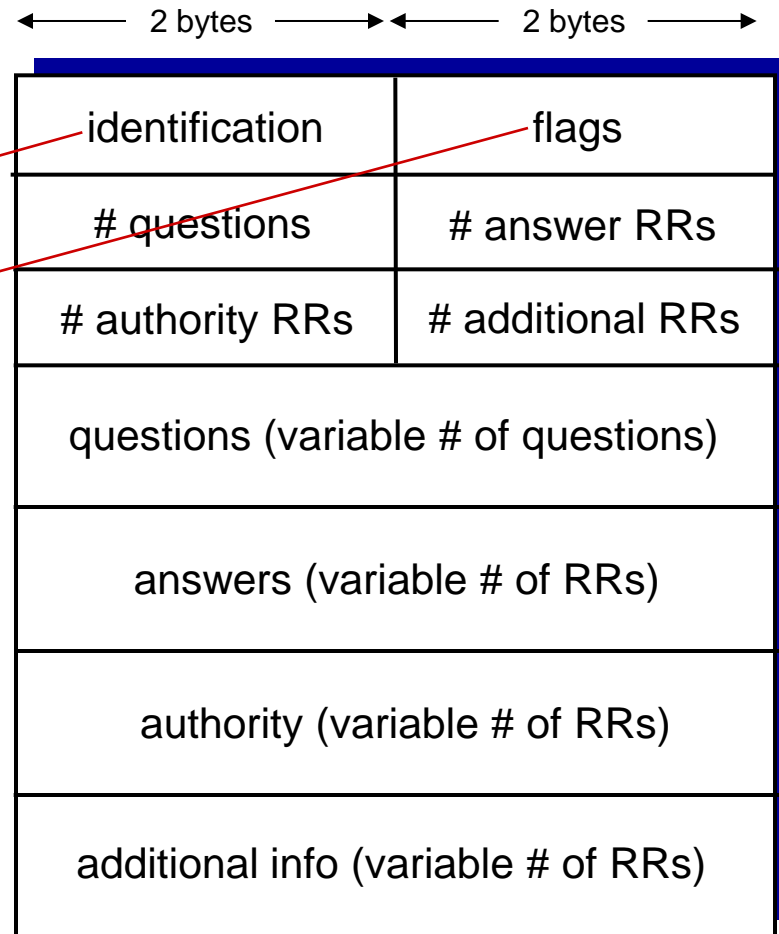 2 bytes 2 bytes
identification flags
# questions # answer RRs
# authority RRs # additional RRs
questions (variable # of questions)
answers (variable # of RRs)
authority (variable # of RRs)
additional info (variable # of RRs)